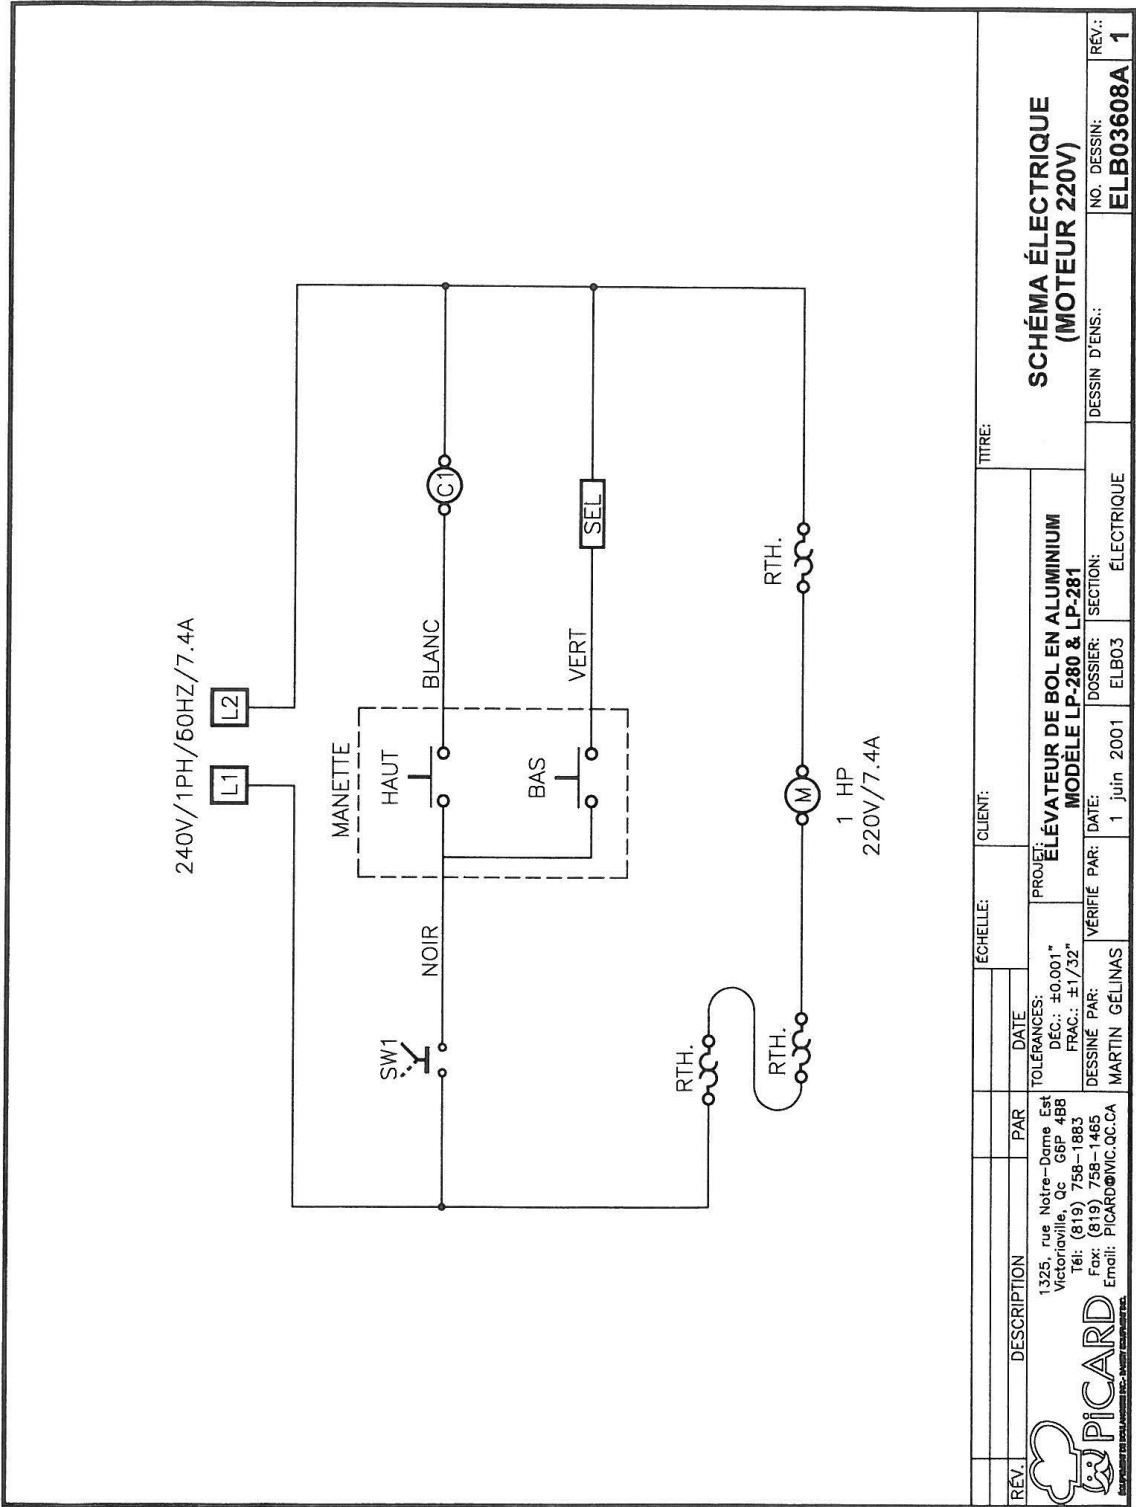 240V/1PH/60HZ/7.4A
L1
L2
MANETTE
HAUT
BAS
SW1
NOIR
BLANC
VERT
C1
SEL
RTH.
RTH.
M
1 HP
220V/7.4A
RTH.
RÉV.
DESCRIPTION
PAR
DATE
ÉCHELLE:
CLIENT:
TITRE:
SCHÉMA ÉLECTRIQUE
(MOTEUR 220V)
PiCARD
1325, rue Notre-Dame Est
Victoriaville, Qc G6P 4B8
Tél: (819) 758-1883
Fax: (819) 758-1465
Email: PICARD@IVIC.QC.CA
TOLÉRANCES:
DÉC.: ±0.001"
FRAC.: ±1/32"
PROJET:
ÉLÉVATEUR DE BOL EN ALUMINIUM
MODÈLE LP-280 & LP-281
DESSINÉ PAR:
MARTIN GÉLINAS
VÉRIFIÉ PAR:
DATE:
1 juin 2001
DOSSIER:
ELB03
SECTION:
ÉLECTRIQUE
DESSIN D'ENS.:
NO. DESSIN:
ELB03608A
RÉV.:
1